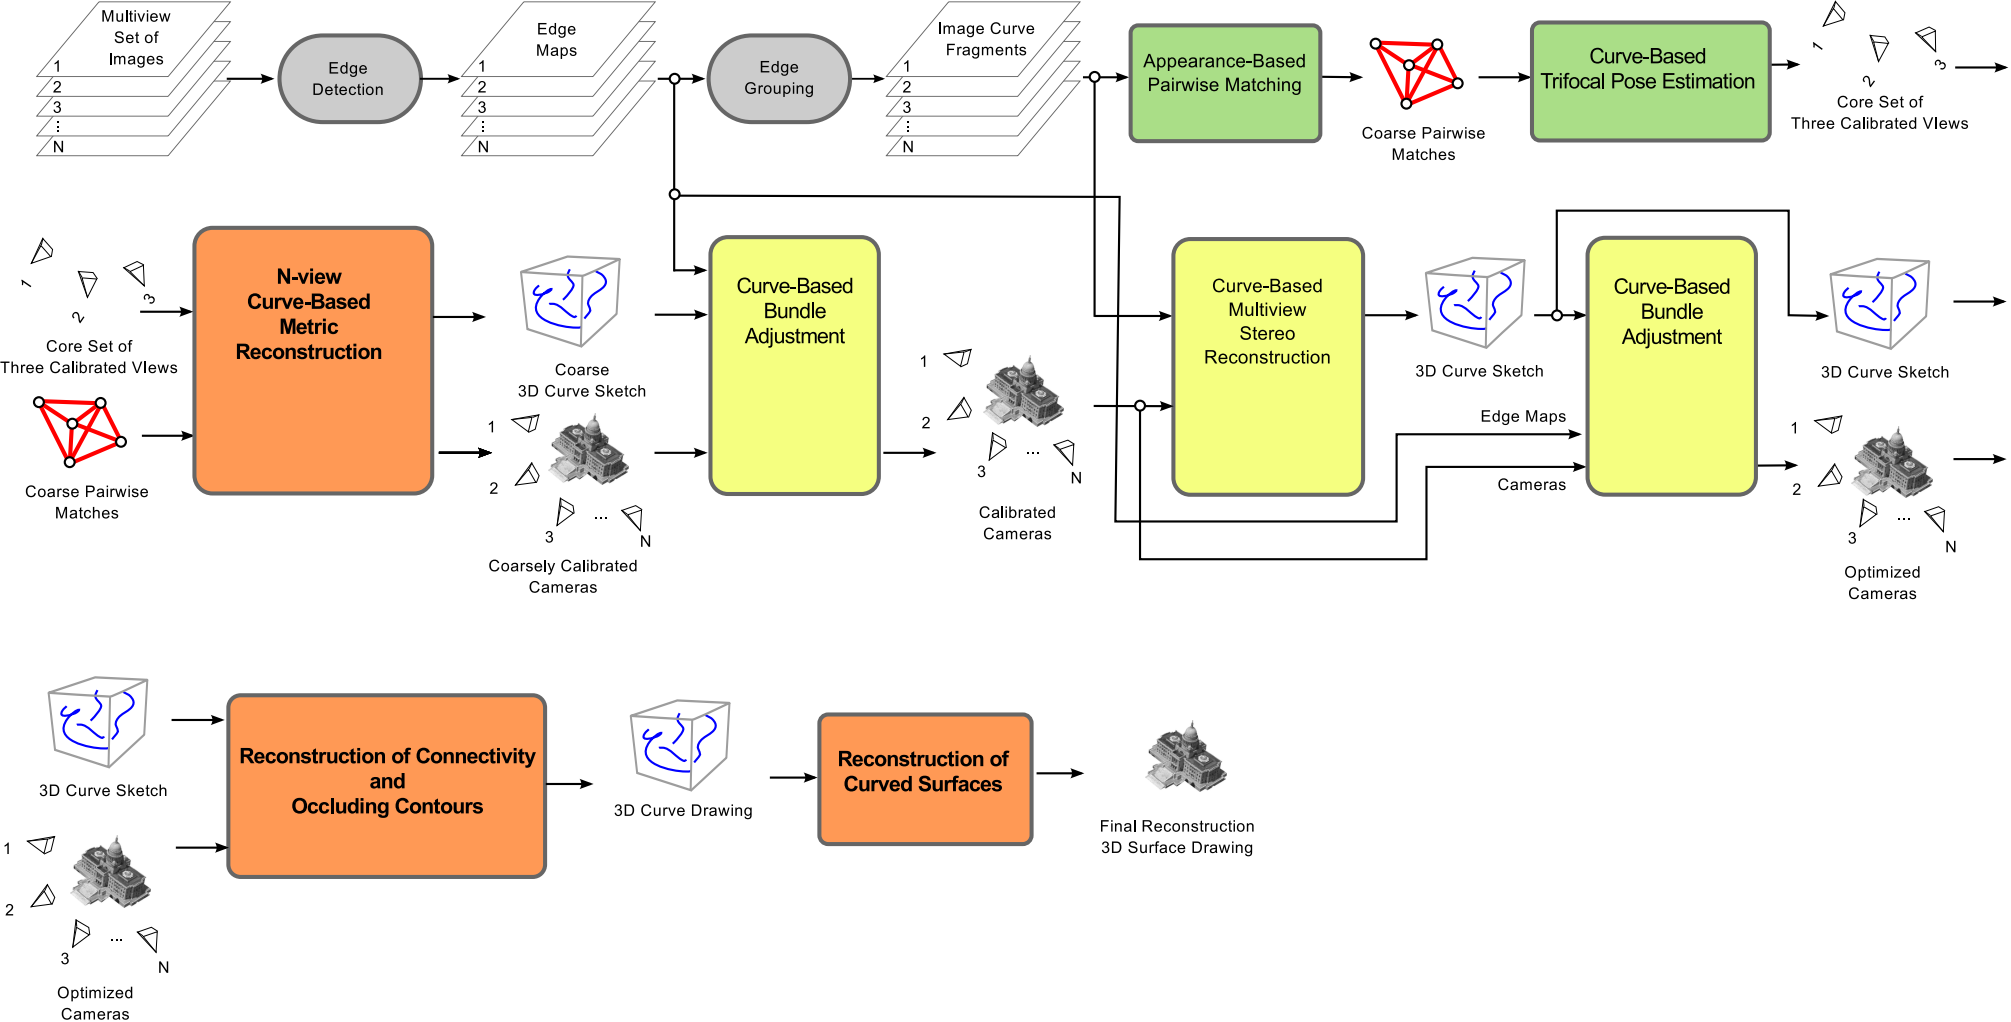 Multiview
Set of
Images
1
2
3
...
N
Edge
Detection
Edge
Maps
1
2
3
...
N
Edge
Grouping
Image Curve
Fragments
1
2
3
...
N
Appearance-Based
Pairwise Matching
Coarse Pairwise
Matches
Curve-Based
Trifocal Pose Estimation
1
2
3
Core Set of
Three Calibrated VIews
1
2
3
Core Set of
Three Calibrated VIews
Coarse Pairwise
Matches
N-view
Curve-Based
Metric
Reconstruction
Coarse
3D Curve Sketch
1
2
3
...
N
Coarsely Calibrated
Cameras
Curve-Based
Bundle
Adjustment
1
2
3
...
N
Calibrated
Cameras
Curve-Based
Multiview
Stereo
Reconstruction
3D Curve Sketch
Edge Maps
Cameras
Curve-Based
Bundle
Adjustment
3D Curve Sketch
1
2
3
...
N
Optimized
Cameras
3D Curve Sketch
1
2
3
...
N
Optimized
Cameras
Reconstruction of Connectivity
and
Occluding Contours
3D Curve Drawing
Reconstruction of
Curved Surfaces
Final Reconstruction
3D Surface Drawing